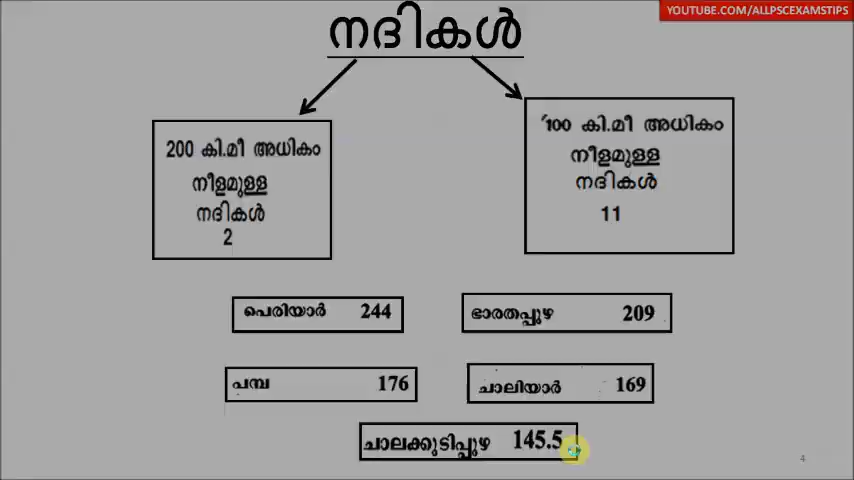 YOUTUBE.COM/ALLPSCEXAMSTIPS
നദികൾ
200 കി.മീ അധികം
നീളമുള്ള
നദികൾ
2
100 കി.മീ അധികം
നീളമുള്ള
നദികൾ
11
പെരിയാർ 244
ഭാരതപ്പുഴ 209
പമ്പ 176
ചാലിയാർ 169
ചാലക്കുടിപ്പുഴ 145.5
4